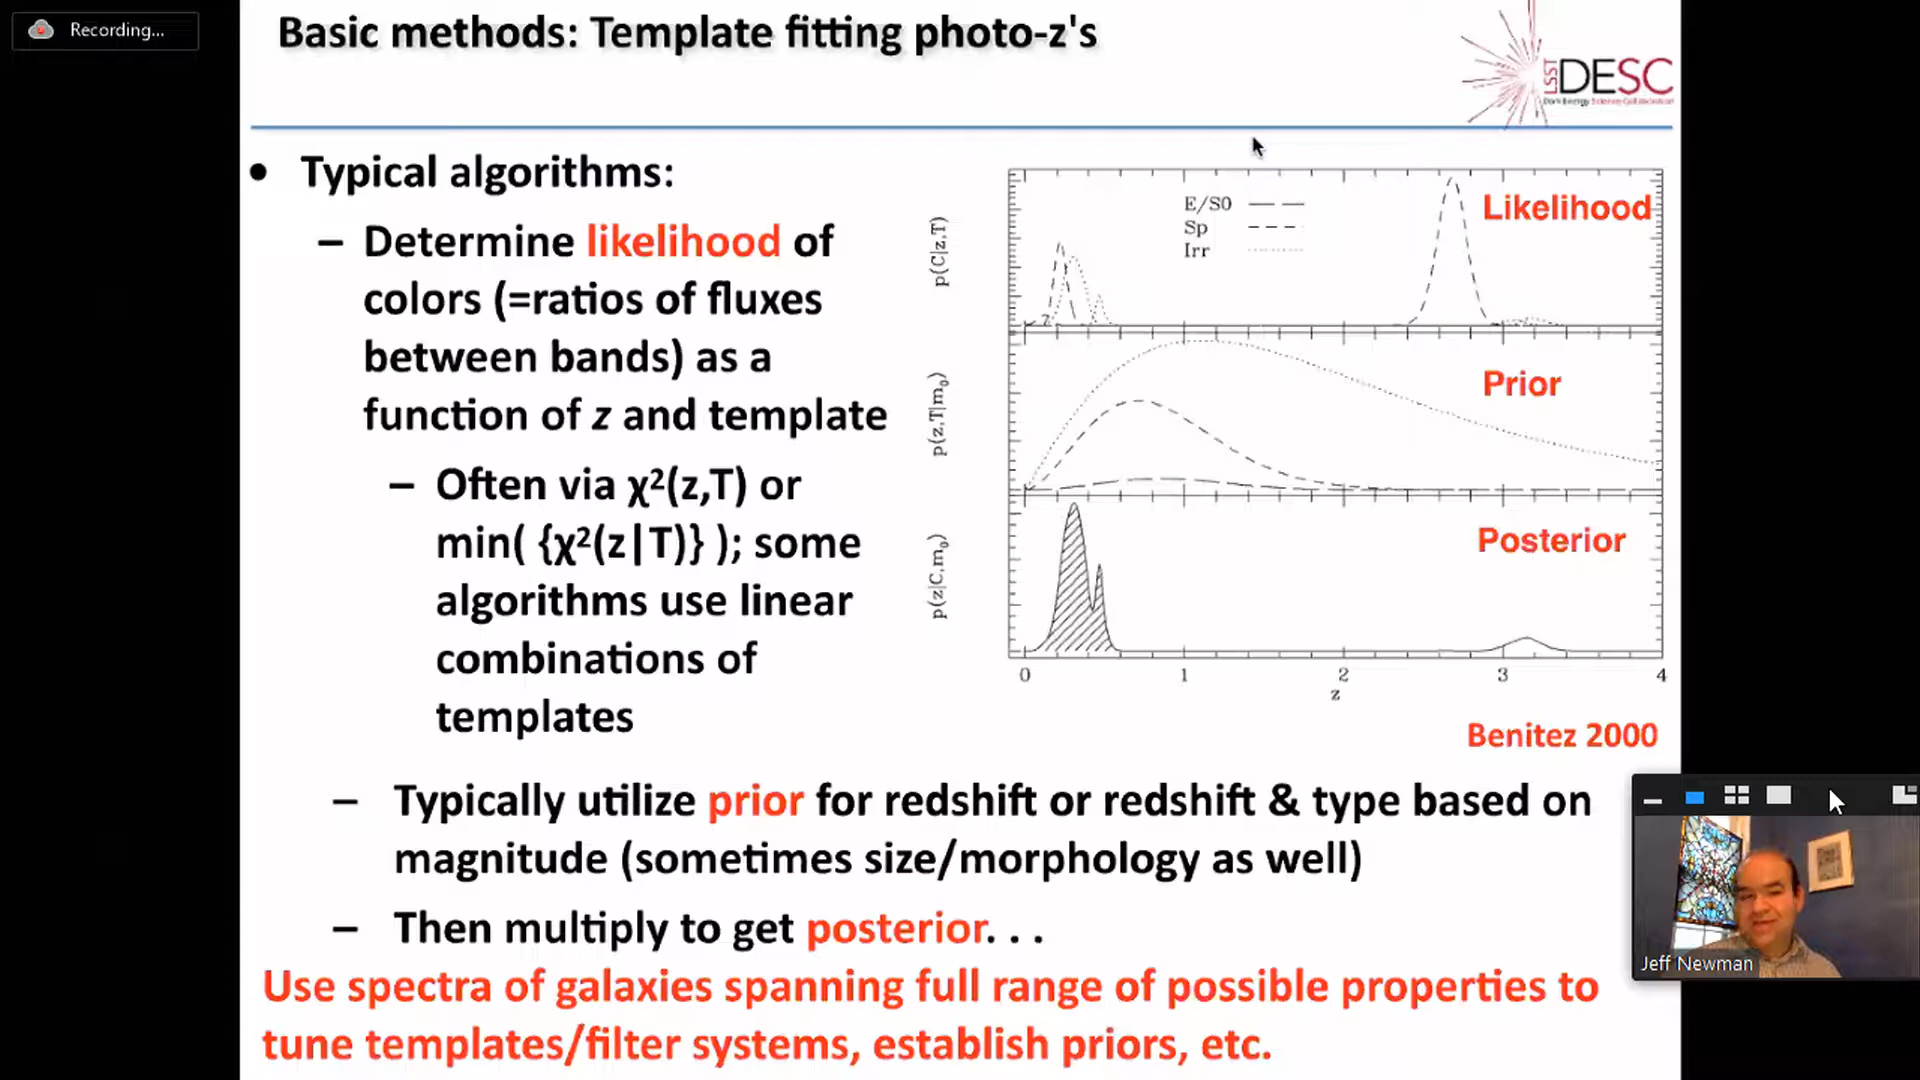 Recording...
Basic methods: Template fitting photo-z's
LSST
DESC
Dark Energy Science Collaboration
• Typical algorithms:
– Determine likelihood of
colors (=ratios of fluxes
between bands) as a
function of z and template
– Often via χ²(z,T) or
min( {χ²(z|T)} ); some
algorithms use linear
combinations of
templates
p(C|z,T)
E/S0
Sp
Irr
Likelihood
p(z,T|m₀)
Prior
p(z|C,m₀)
Posterior
0 1 2 3 4
z
Benitez 2000
– Typically utilize prior for redshift or redshift & type based on
magnitude (sometimes size/morphology as well)
– Then multiply to get posterior. . .
Use spectra of galaxies spanning full range of possible properties to
tune templates/filter systems, establish priors, etc.
Jeff Newman